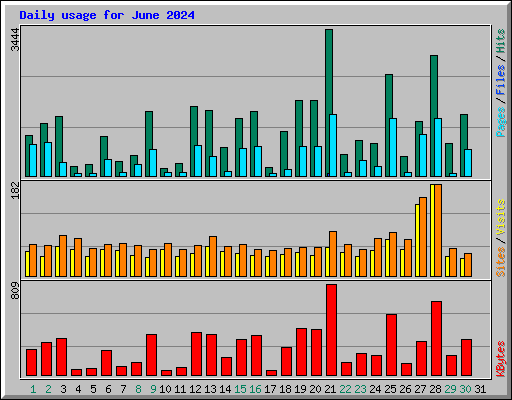 Daily usage for June 2024
3444
182
809
Pages / Files / Hits
Sites / Visits
KBytes
1 2 3 4 5 6 7 8 9 10 11 12 13 14 15 16 17 18 19 20 21 22 23 24 25 26 27 28 29 30 31